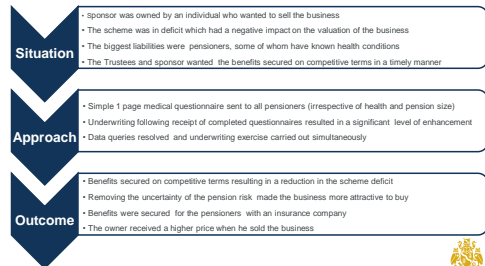 • Sponsor was owned by an individual who wanted to sell the business
• The scheme was in deficit which had a negative impact on the valuation of the business
• The biggest liabilities were pensioners, some of whom have known health conditions
• The Trustees and sponsor wanted the benefits secured on competitive terms in a timely manner
Situation
• Simple 1 page medical questionnaire sent to all pensioners (irrespective of health and pension size)
• Underwriting following receipt of completed questionnaires resulted in a significant level of enhancement
• Data queries resolved and underwriting exercise carried out simultaneously
Approach
• Benefits secured on competitive terms resulting in a reduction in the scheme deficit
• Removing the uncertainty of the pension risk made the business more attractive to buy
• Benefits were secured for the pensioners with an insurance company
• The owner received a higher price when he sold the business
Outcome